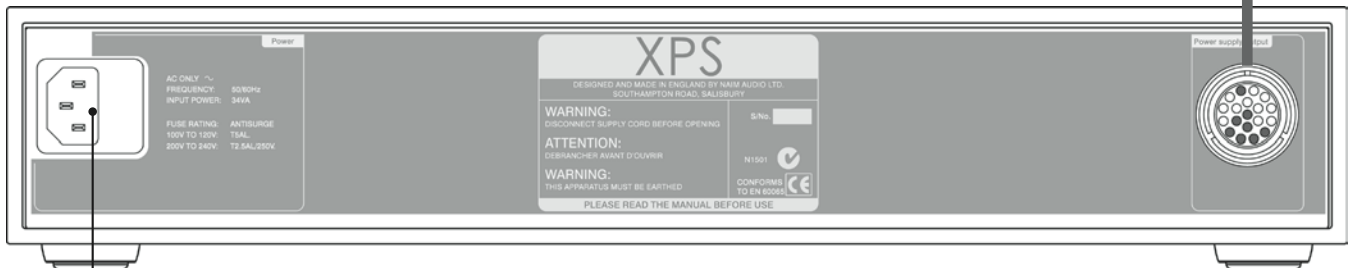 Power
AC ONLY ~
FREQUENCY: 50/60Hz
INPUT POWER: 34VA
FUSE RATING: ANTISURGE
100V TO 120V: T5AL.
200V TO 240V: T2.5AL/250V.
XPS
DESIGNED AND MADE IN ENGLAND BY NAIM AUDIO LTD.
SOUTHAMPTON ROAD, SALISBURY
WARNING:
DISCONNECT SUPPLY CORD BEFORE OPENING
ATTENTION:
DEBRANCHER AVANT D'OUVRIR
WARNING:
THIS APPARATUS MUST BE EARTHED
S/No.
N1501
CONFORMS
TO EN 60065
CE
PLEASE READ THE MANUAL BEFORE USE
Power supply output